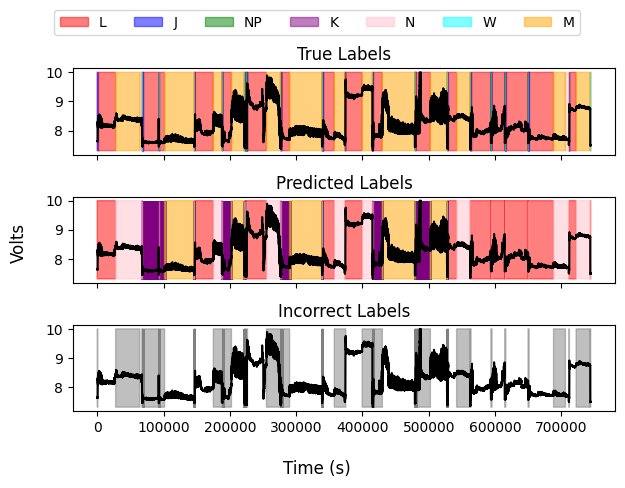 L J NP K N W M
True Labels
10
9
8
Predicted Labels
10
9
8
Volts
Incorrect Labels
10
9
8
0 100000 200000 300000 400000 500000 600000 700000
Time (s)